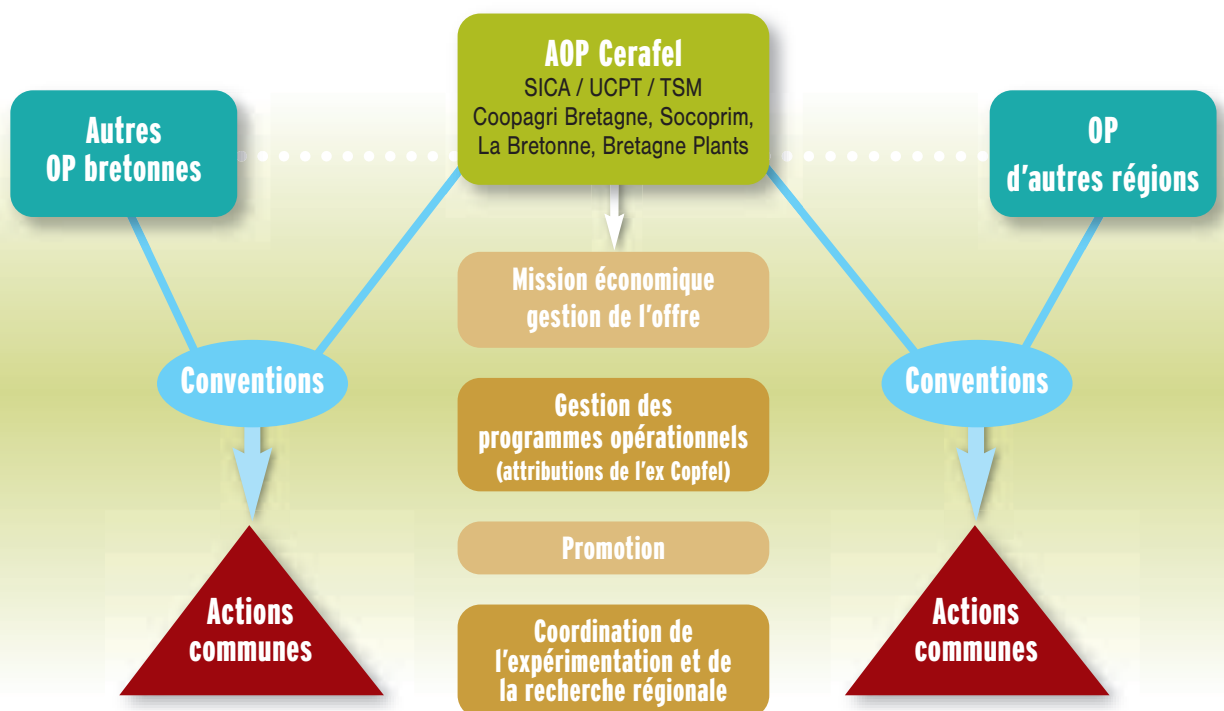 AOP Cerafel
SICA / UCPT / TSM
Coopagri Bretagne, Socoprim,
La Bretonne, Bretagne Plants
Autres
OP bretonnes
OP
d'autres régions
Mission économique
gestion de l'offre
Conventions
Conventions
Gestion des
programmes opérationnels
(attributions de l'ex Copfel)
Promotion
Actions
communes
Coordination de
l'expérimentation et de
la recherche régionale
Actions
communes